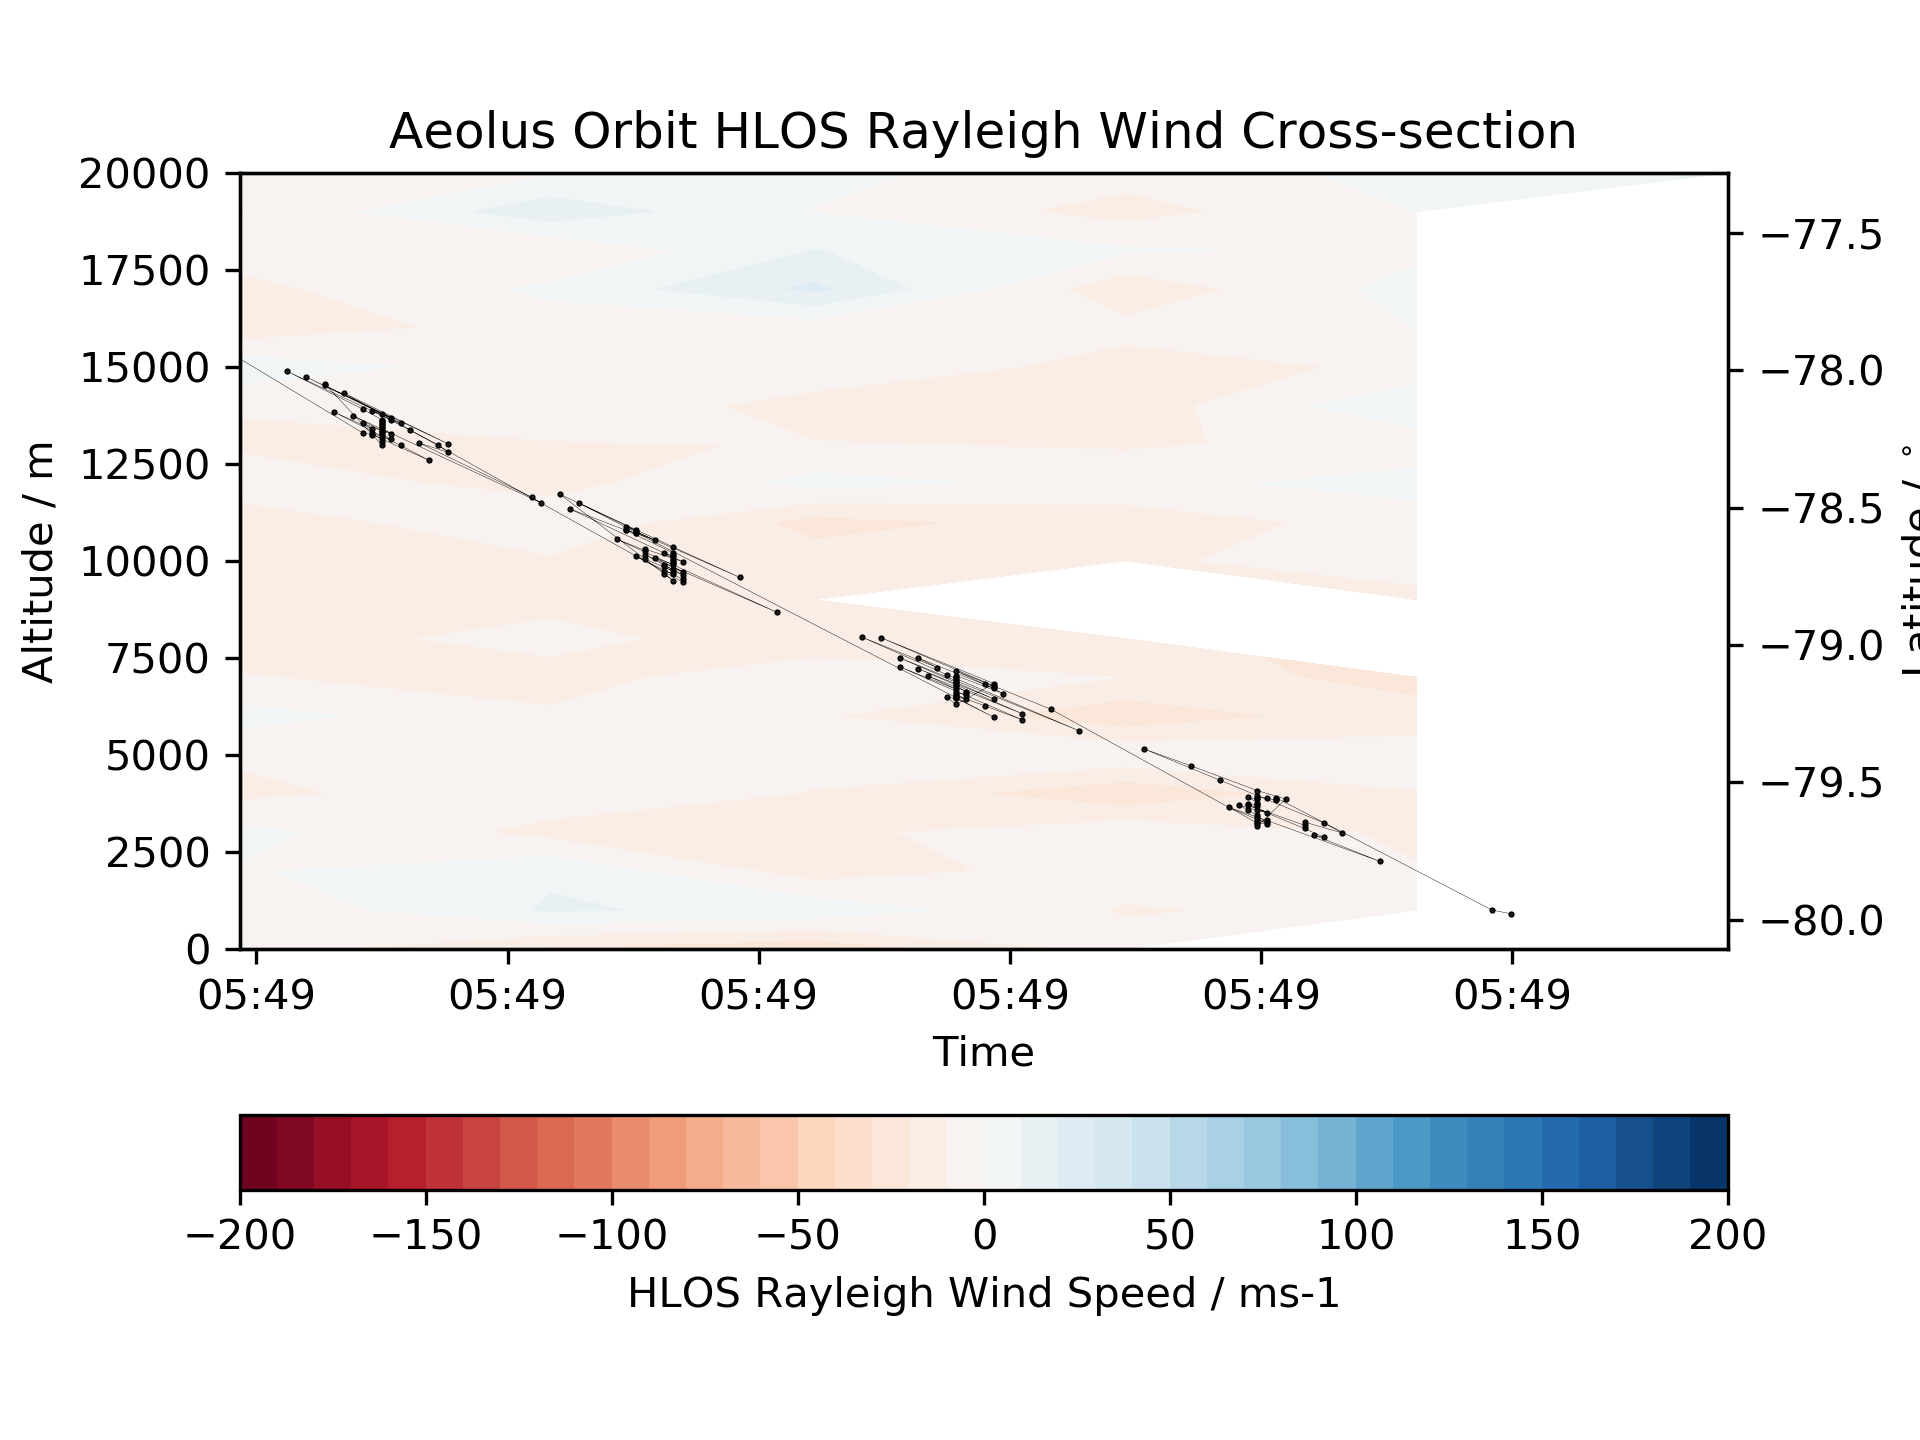 Aeolus Orbit HLOS Rayleigh Wind Cross-section
20000
17500
15000
12500
10000
7500
5000
2500
0
Altitude / m
−77.5
−78.0
−78.5
−79.0
−79.5
−80.0
Latitude / °
05:49 05:49 05:49 05:49 05:49 05:49
Time
−200 −150 −100 −50 0 50 100 150 200
HLOS Rayleigh Wind Speed / ms-1